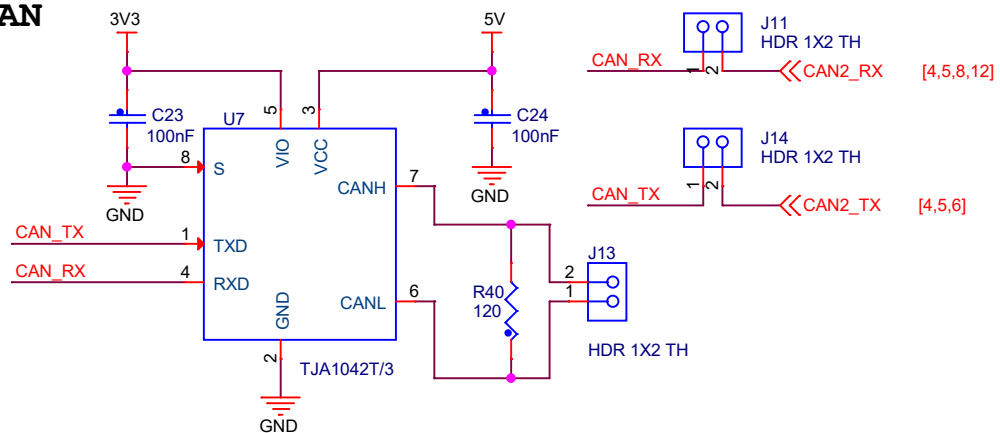 AN
3V3
5V
J11
HDR 1X2 TH
CAN_RX
1
2
CAN2_RX
[4,5,8,12]
C23
100nF
U7
5
3
C24
100nF
VIO
VCC
8
S
GND
7
CANH
GND
J14
HDR 1X2 TH
CAN_TX
1
2
CAN2_TX
[4,5,6]
CAN_TX
1
TXD
CAN_RX
4
RXD
GND
2
6
CANL
R40
120
J13
2
1
HDR 1X2 TH
TJA1042T/3
GND